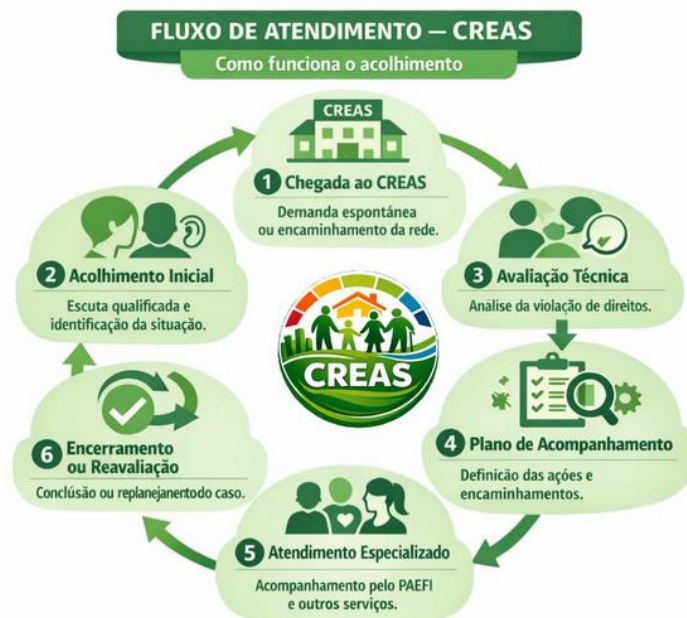 FLUXO DE ATENDIMENTO — CREAS
Como funciona o acolhimento
CREAS
1 Chegada ao CREAS
Demanda espontânea
ou encaminhamento da rede.
2 Acolhimento Inicial
Escuta qualificada e
identificação da situação.
3 Avaliação Técnica
Análise da violação de direitos.
CREAS
4 Plano de Acompanhamento
Definicão das ações e
encaminhamentos.
5 Atendimento Especializado
Acompanhamento pelo PAEFI
e outros serviços.
6 Encerramento
ou Reavaliação
Conclúsão ou replanejanentodo caso.